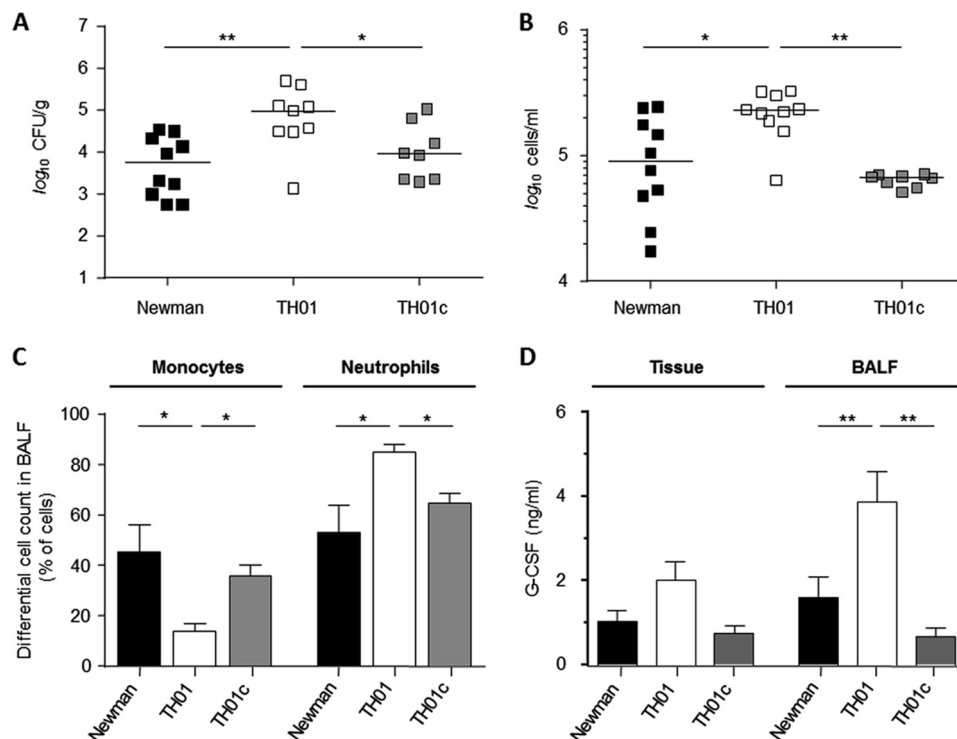 A
7
6
5
4
3
2
1
log10 CFU/g
** *
Newman TH01 TH01c
B
6
5
4
log10 cells/ml
* **
Newman TH01 TH01c
C
Monocytes Neutrophils
100
80
60
40
20
0
Differential cell count in BALF
(% of cells)
* * * *
Newman TH01 TH01c Newman TH01 TH01c
D
Tissue BALF
6
4
2
0
G-CSF (ng/ml)
** **
Newman TH01 TH01c Newman TH01 TH01c